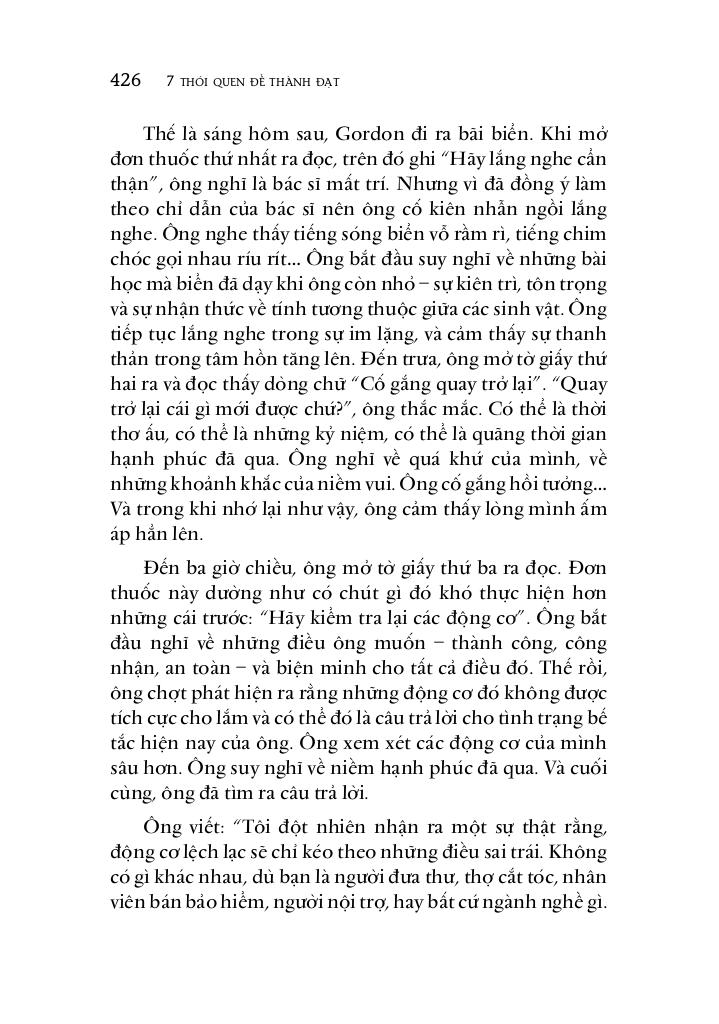 426 7 THÓI QUEN ĐỂ THÀNH ĐẠT
Thế là sáng hôm sau, Gordon đi ra bãi biển. Khi mở
đơn thuốc thứ nhất ra đọc, trên đó ghi “Hãy lắng nghe cẩn
thận”, ông nghĩ là bác sĩ mất trí. Nhưng vì đã đồng ý làm
theo chỉ dẫn của bác sĩ nên ông cố kiên nhẫn ngồi lắng
nghe. Ông nghe thấy tiếng sóng biển vỗ rầm rì, tiếng chim
chóc gọi nhau ríu rít... Ông bắt đầu suy nghĩ về những bài
học mà biển đã dạy khi ông còn nhỏ – sự kiên trì, tôn trọng
và sự nhận thức về tính tương thuộc giữa các sinh vật. Ông
tiếp tục lắng nghe trong sự im lặng, và cảm thấy sự thanh
thản trong tâm hồn tăng lên. Đến trưa, ông mở tờ giấy thứ
hai ra và đọc thấy dòng chữ “Cố gắng quay trở lại”. “Quay
trở lại cái gì mới được chứ?”, ông thắc mắc. Có thể là thời
thơ ấu, có thể là những kỷ niệm, có thể là quãng thời gian
hạnh phúc đã qua. Ông nghĩ về quá khứ của mình, về
những khoảnh khắc của niềm vui. Ông cố gắng hồi tưởng...
Và trong khi nhớ lại như vậy, ông cảm thấy lòng mình ấm
áp hẳn lên.
Đến ba giờ chiều, ông mở tờ giấy thứ ba ra đọc. Đơn
thuốc này dường như có chút gì đó khó thực hiện hơn
những cái trước: “Hãy kiểm tra lại các động cơ”. Ông bắt
đầu nghĩ về những điều ông muốn – thành công, công
nhận, an toàn – và biện minh cho tất cả điều đó. Thế rồi,
ông chợt phát hiện ra rằng những động cơ đó không được
tích cực cho lắm và có thể đó là câu trả lời cho tình trạng bế
tắc hiện nay của ông. Ông xem xét các động cơ của mình
sâu hơn. Ông suy nghĩ về niềm hạnh phúc đã qua. Và cuối
cùng, ông đã tìm ra câu trả lời.
Ông viết: “Tôi đột nhiên nhận ra một sự thật rằng,
động cơ lệch lạc sẽ chỉ kéo theo những điều sai trái. Không
có gì khác nhau, dù bạn là người đưa thư, thợ cắt tóc, nhân
viên bán bảo hiểm, người nội trợ, hay bất cứ ngành nghề gì.